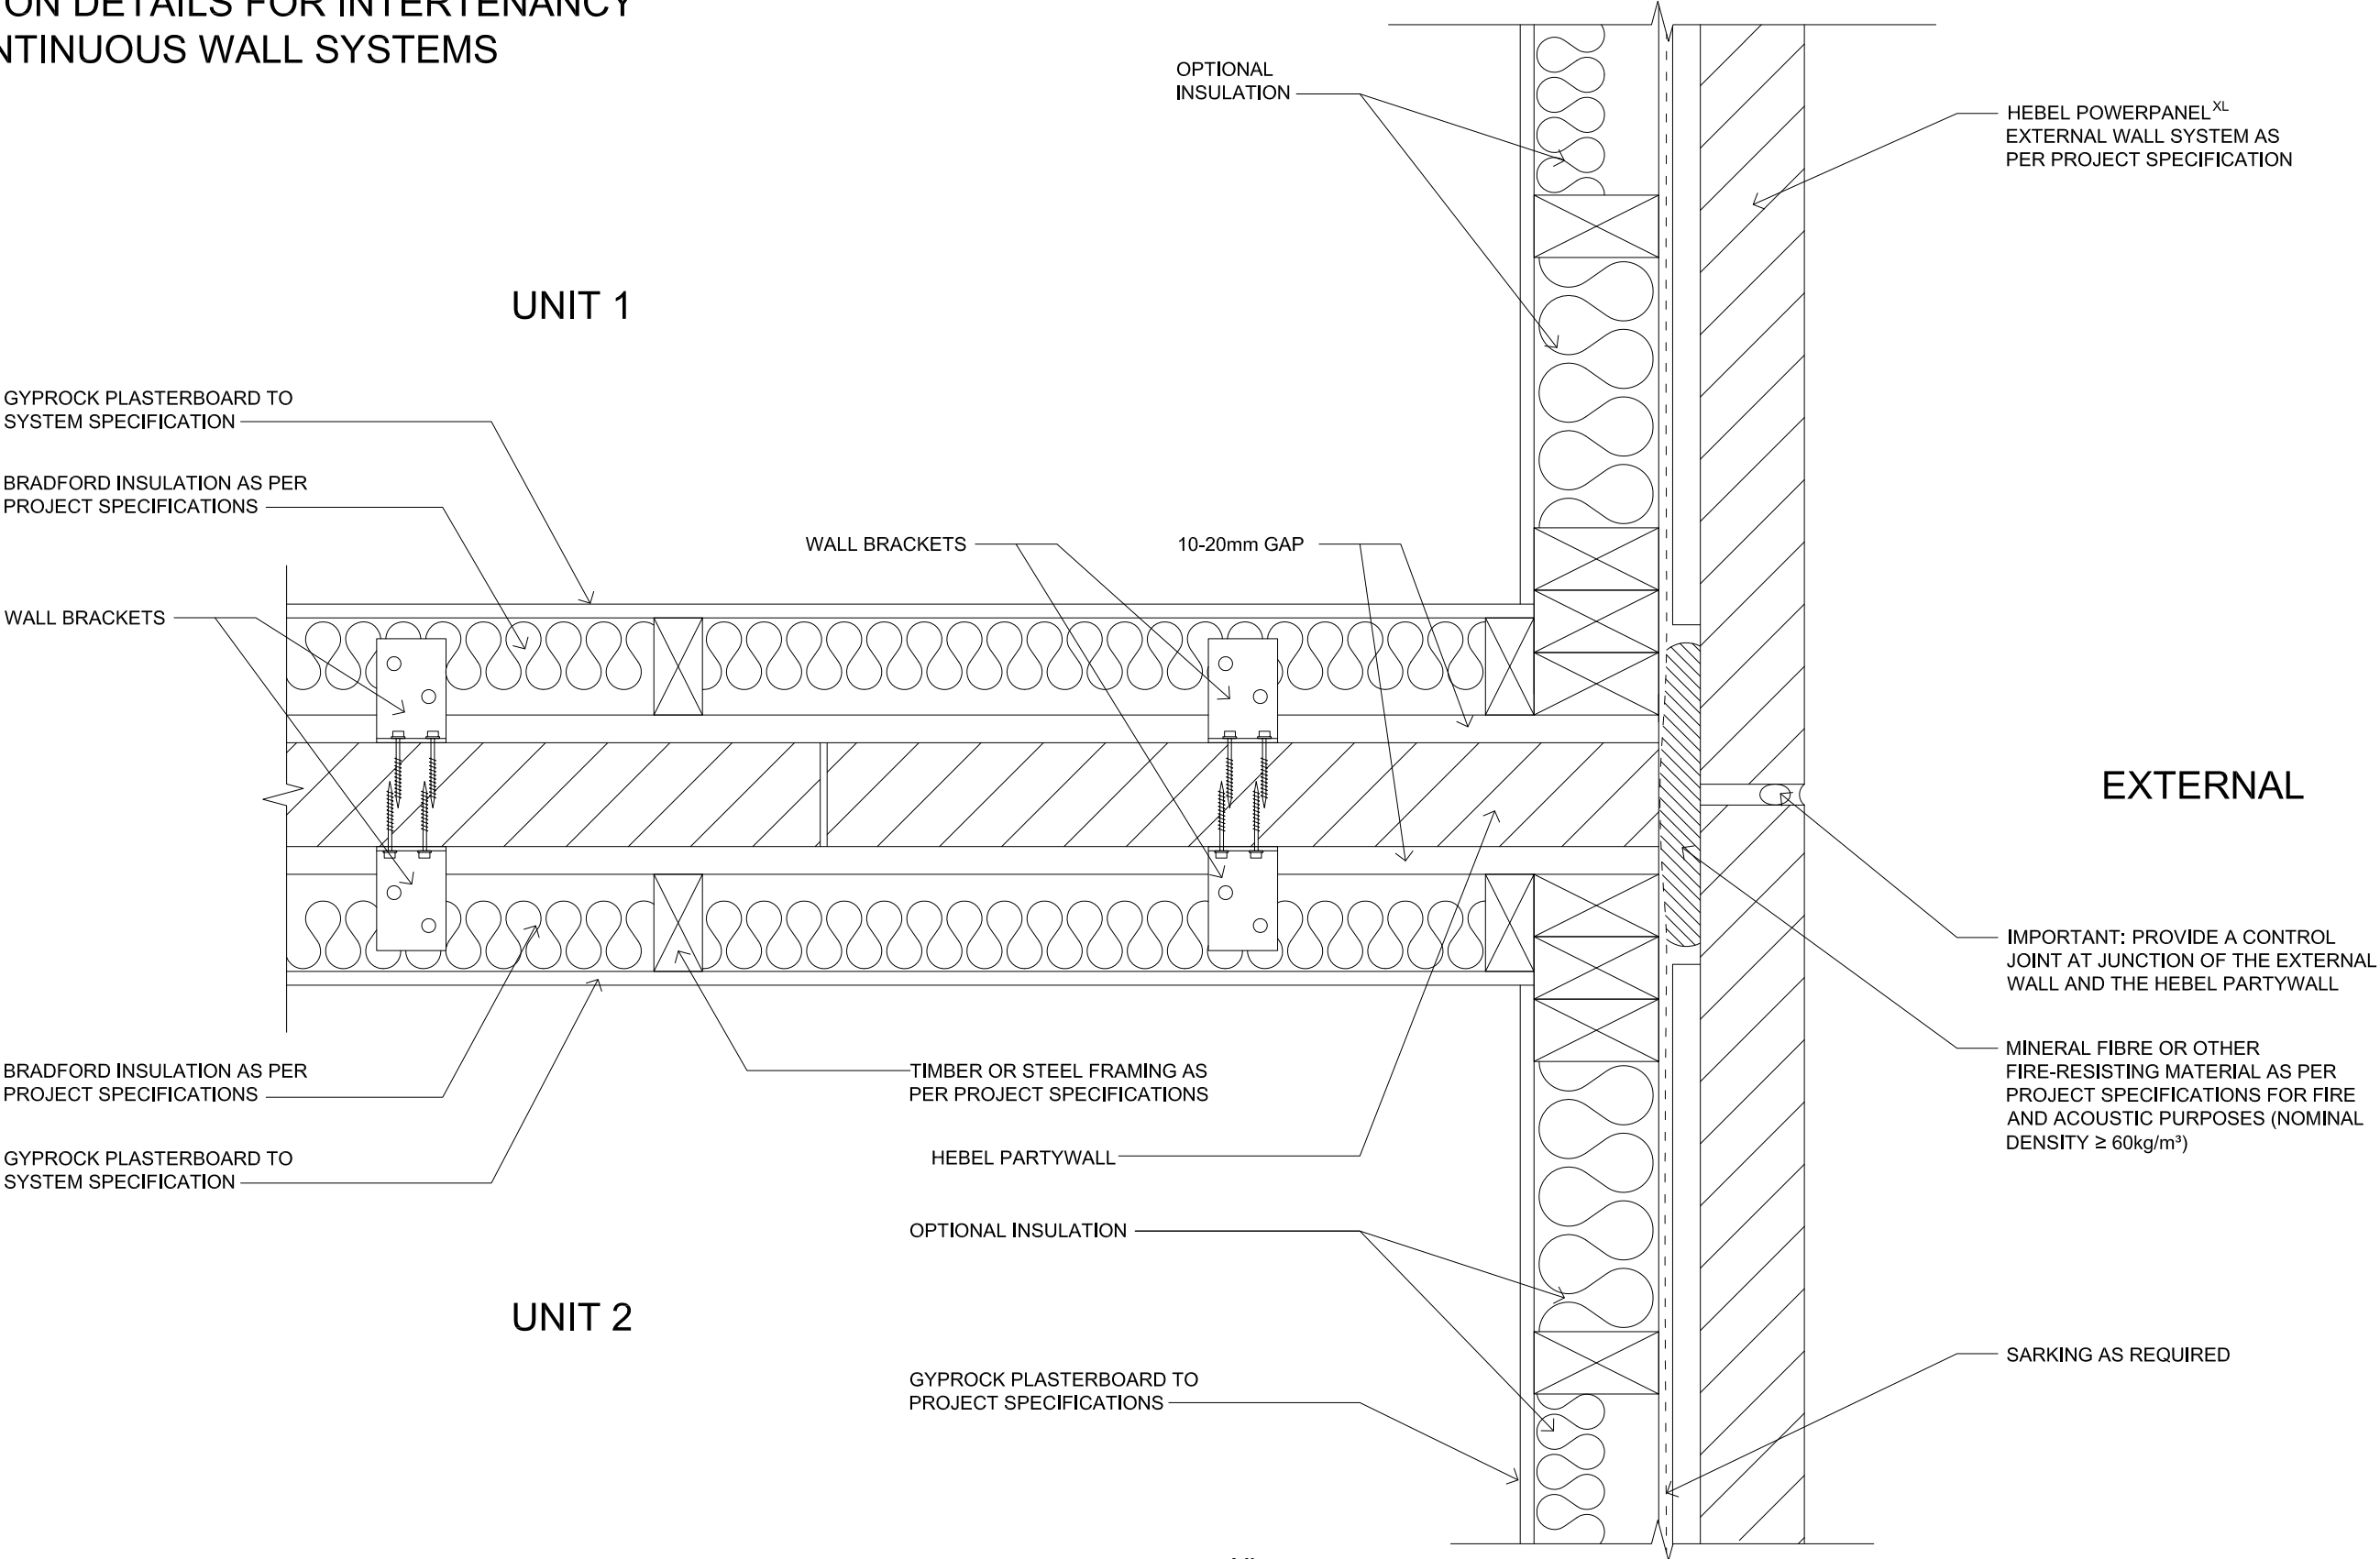 ON DETAILS FOR INTERTENANCY
NTINUOUS WALL SYSTEMS
OPTIONAL
INSULATION
HEBEL POWERPANEL XL
EXTERNAL WALL SYSTEM AS
PER PROJECT SPECIFICATION
UNIT 1
GYPROCK PLASTERBOARD TO
SYSTEM SPECIFICATION
BRADFORD INSULATION AS PER
PROJECT SPECIFICATIONS
WALL BRACKETS
10-20mm GAP
WALL BRACKETS
EXTERNAL
IMPORTANT: PROVIDE A CONTROL
JOINT AT JUNCTION OF THE EXTERNAL
WALL AND THE HEBEL PARTYWALL
MINERAL FIBRE OR OTHER
FIRE-RESISTING MATERIAL AS PER
PROJECT SPECIFICATIONS FOR FIRE
AND ACOUSTIC PURPOSES (NOMINAL
DENSITY ≥ 60kg/m³)
BRADFORD INSULATION AS PER
PROJECT SPECIFICATIONS
TIMBER OR STEEL FRAMING AS
PER PROJECT SPECIFICATIONS
GYPROCK PLASTERBOARD TO
SYSTEM SPECIFICATION
HEBEL PARTYWALL
OPTIONAL INSULATION
UNIT 2
GYPROCK PLASTERBOARD TO
PROJECT SPECIFICATIONS
SARKING AS REQUIRED